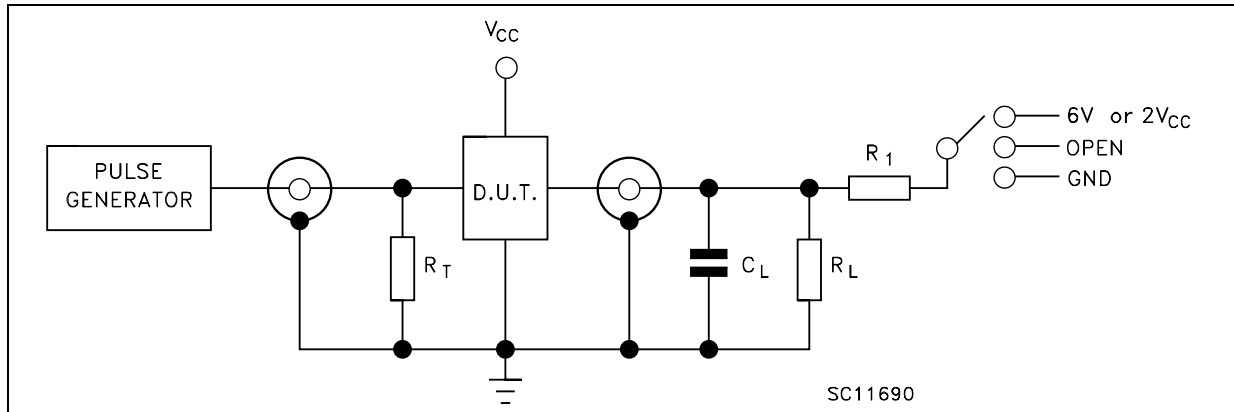 VCC
6V or 2VCC
R1
OPEN
PULSE
GENERATOR
D.U.T.
GND
RT
CL
RL
SC11690